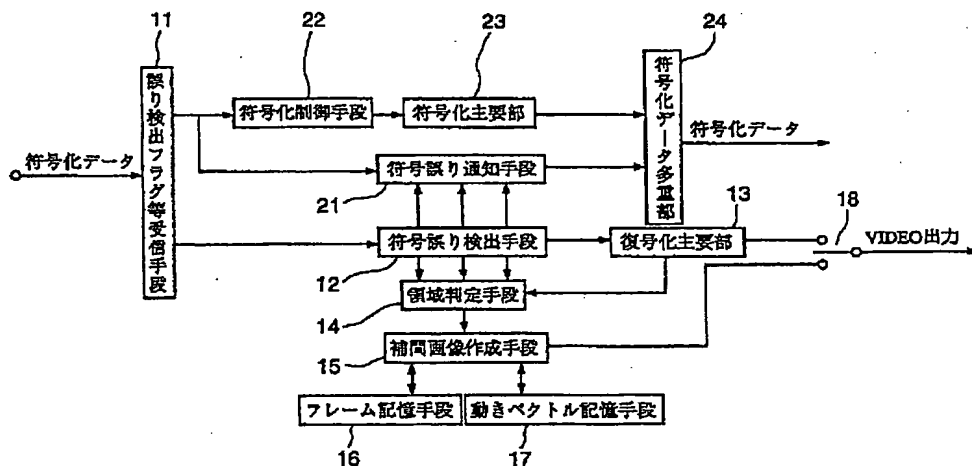 11
22
23
24
誤り検出フラグ等受信手段
符号化制御手段
符号化主要部
符号化データ多重部
符号化データ
符号化データ
符号誤り通知手段
21
13
18
符号誤り検出手段
復号化主要部
VIDEO出力
12
領域判定手段
14
補間画像作成手段
15
フレーム記憶手段
動きベクトル記憶手段
16
17